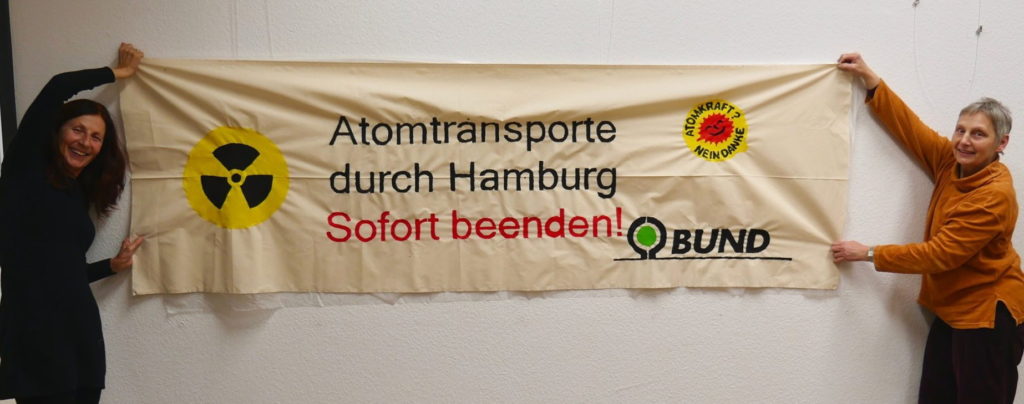 Atomtransporte
durch Hamburg
Sofort beenden!
ATOMKRAFT?
NEIN DANKE
BUND